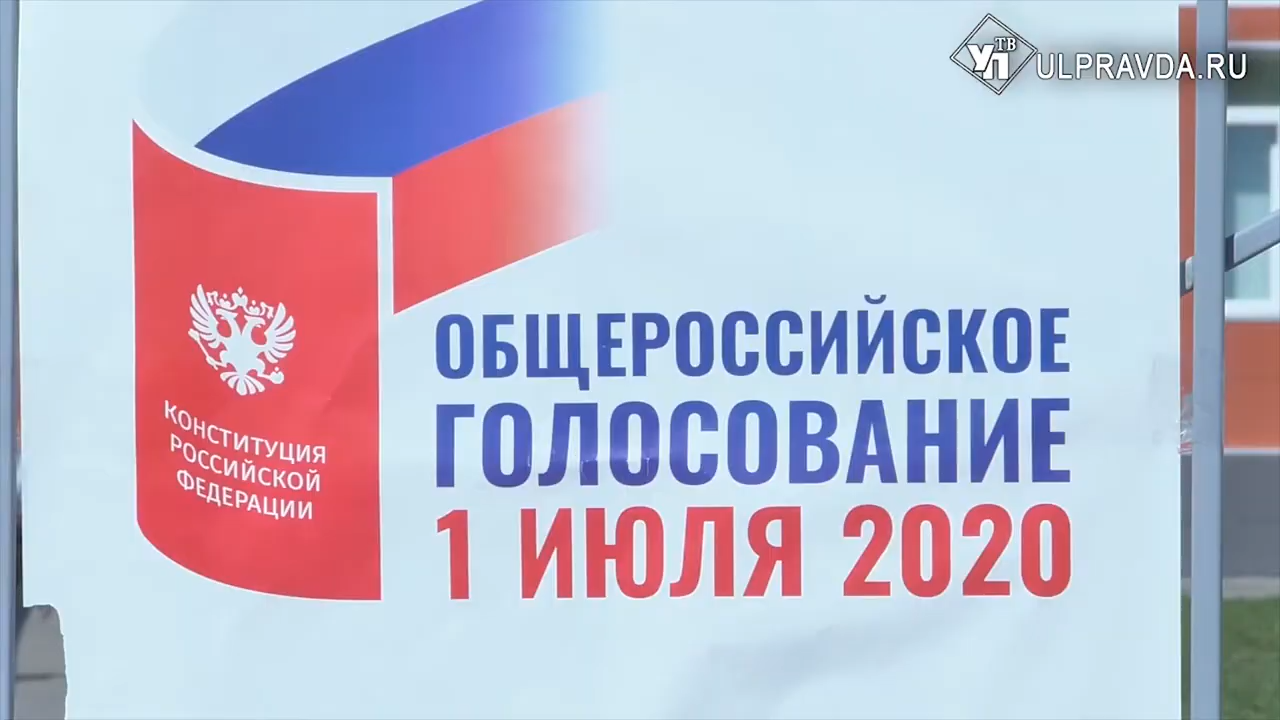 УП ТВ
ULPRAVDA.RU
КОНСТИТУЦИЯ
РОССИЙСКОЙ
ФЕДЕРАЦИИ
ОБЩЕРОССИЙСКОЕ
ГОЛОСОВАНИЕ
1 ИЮЛЯ 2020